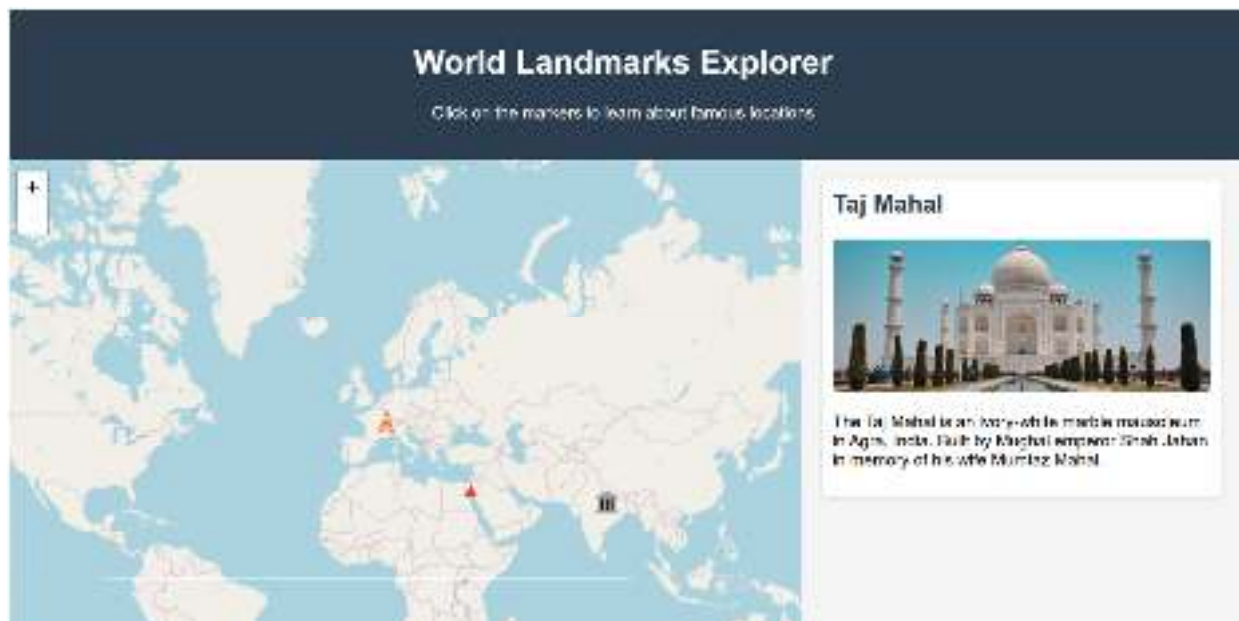 World Landmarks Explorer
Click on the markers to learn about famous locations
+
Taj Mahal
The Taj Mahal is an ivory-white marble mausoleum
in Agra, India. Built by Mughal emperor Shah Jahan
in memory of his wife Mumtaz Mahal.